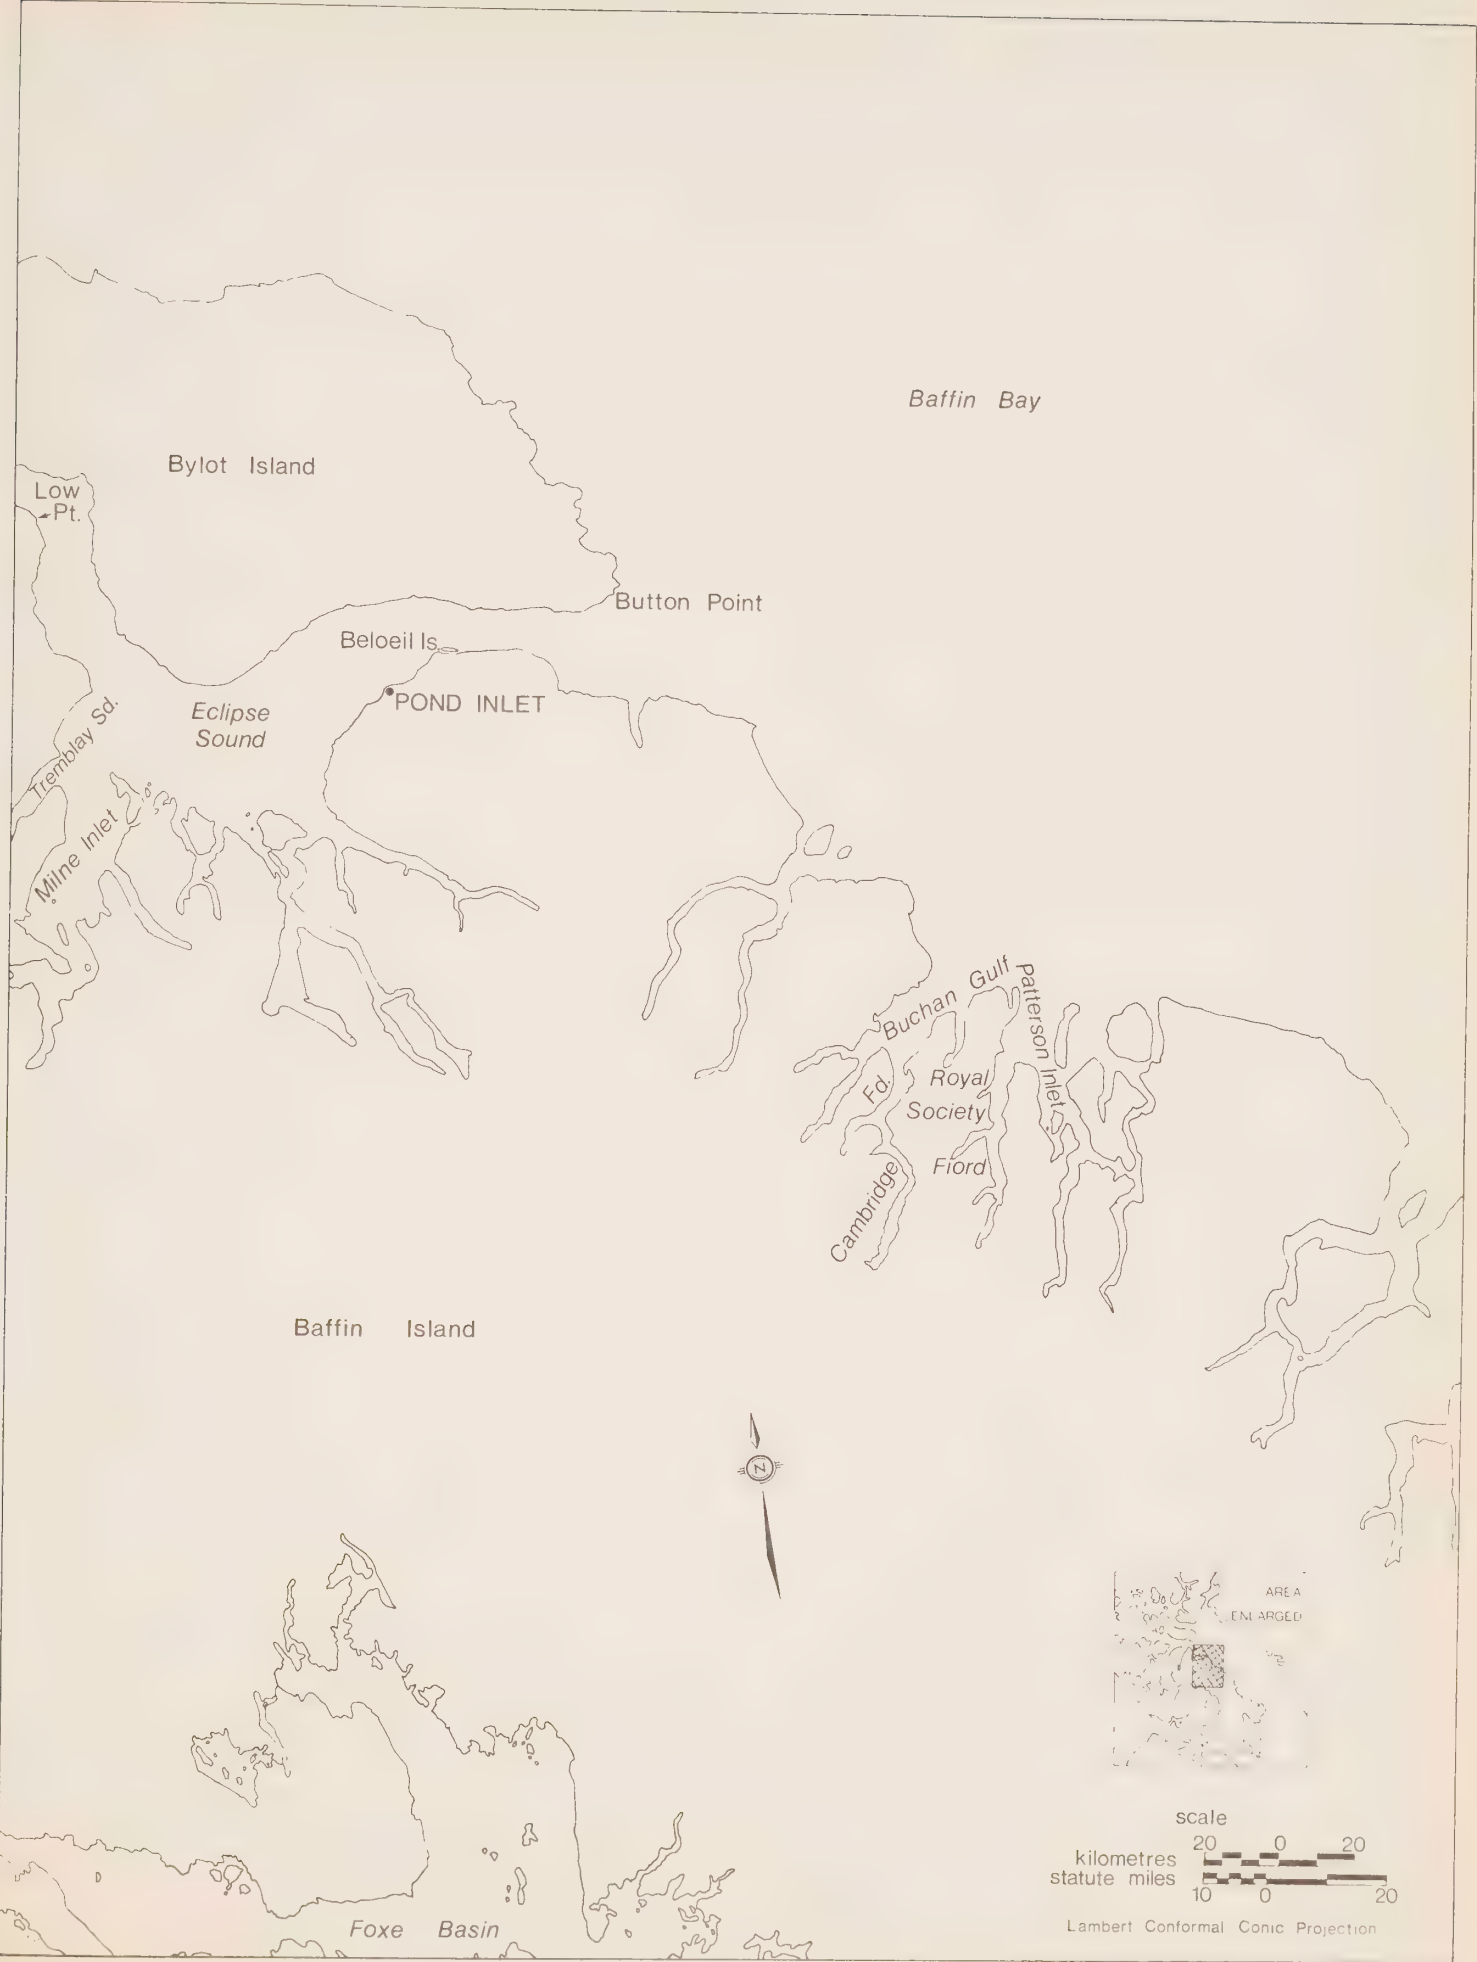 Baffin Bay
Bylot Island
Low
Pt.
Button Point
Beloeil Is.
POND INLET
Eclipse
Sound
Tremblay Sd.
Milne Inlet
Buchan Gulf
Patterson Inlet
Royal
Society
Fiord
Cambridge Fd.
Baffin Island
N
AREA
ENLARGED
scale
20 0 20
kilometres
statute miles
10 0 20
Foxe Basin
Lambert Conformal Conic Projection